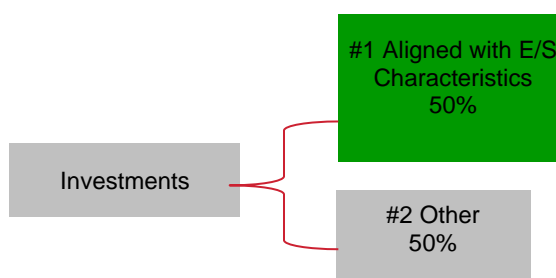 #1 Aligned with E/S
Characteristics
50%
Investments
#2 Other
50%